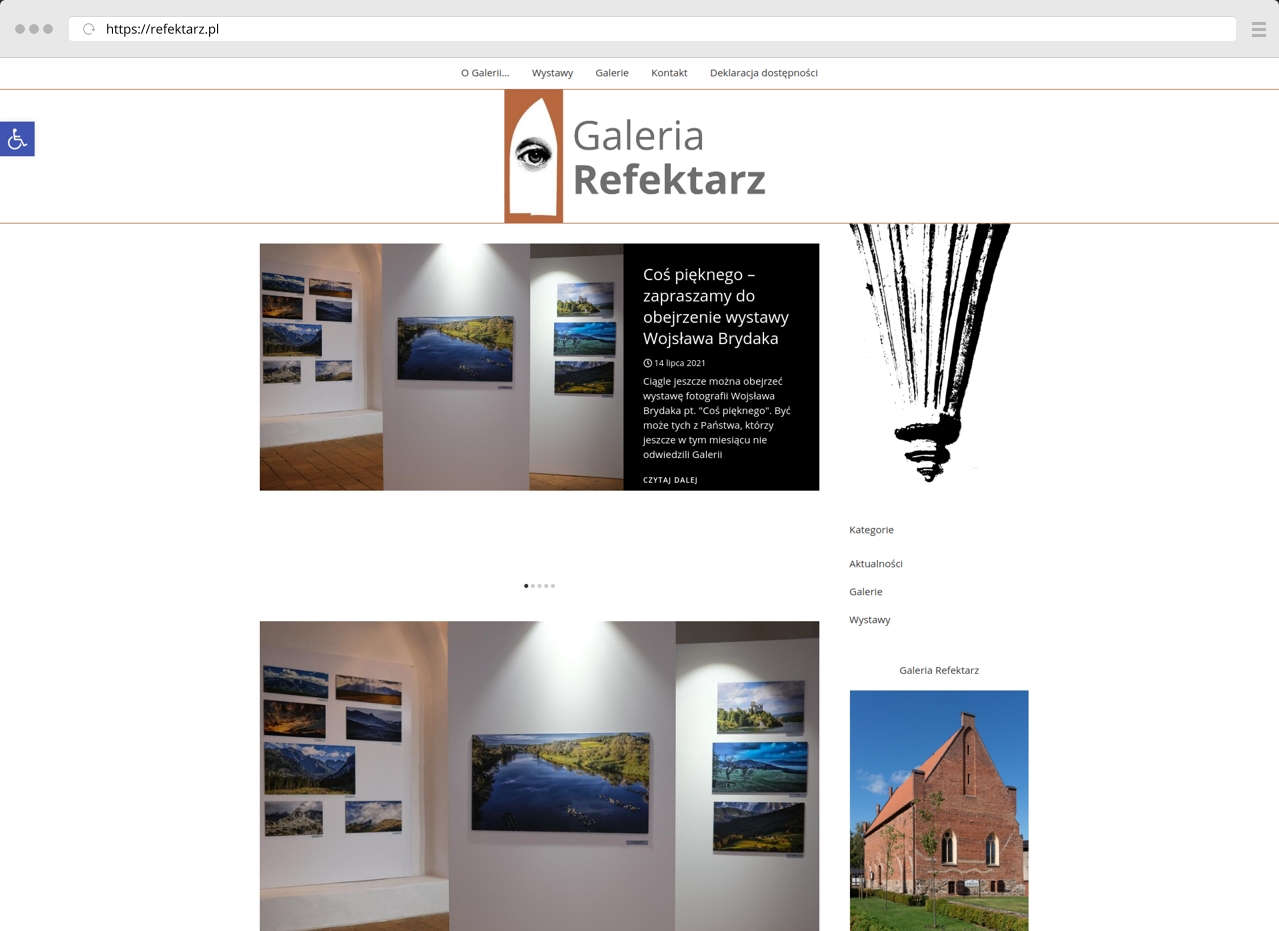 https://refektarz.pl
O Galerii... Wystawy Galerie Kontakt Deklaracja dostępności
Galeria
Refektarz
Coś pięknego –
zapraszamy do
obejrzenie wystawy
Wojsława Brydaka
14 lipca 2021
Ciągle jeszcze można obejrzeć
wystawę fotografii Wojsława
Brydaka pt. "Coś pięknego". Być
może tych z Państwa, którzy
jeszcze w tym miesiącu nie
odwiedzili Galerii
CZYTAJ DALEJ
Kategorie
Aktualności
Galerie
Wystawy
Galeria Refektarz